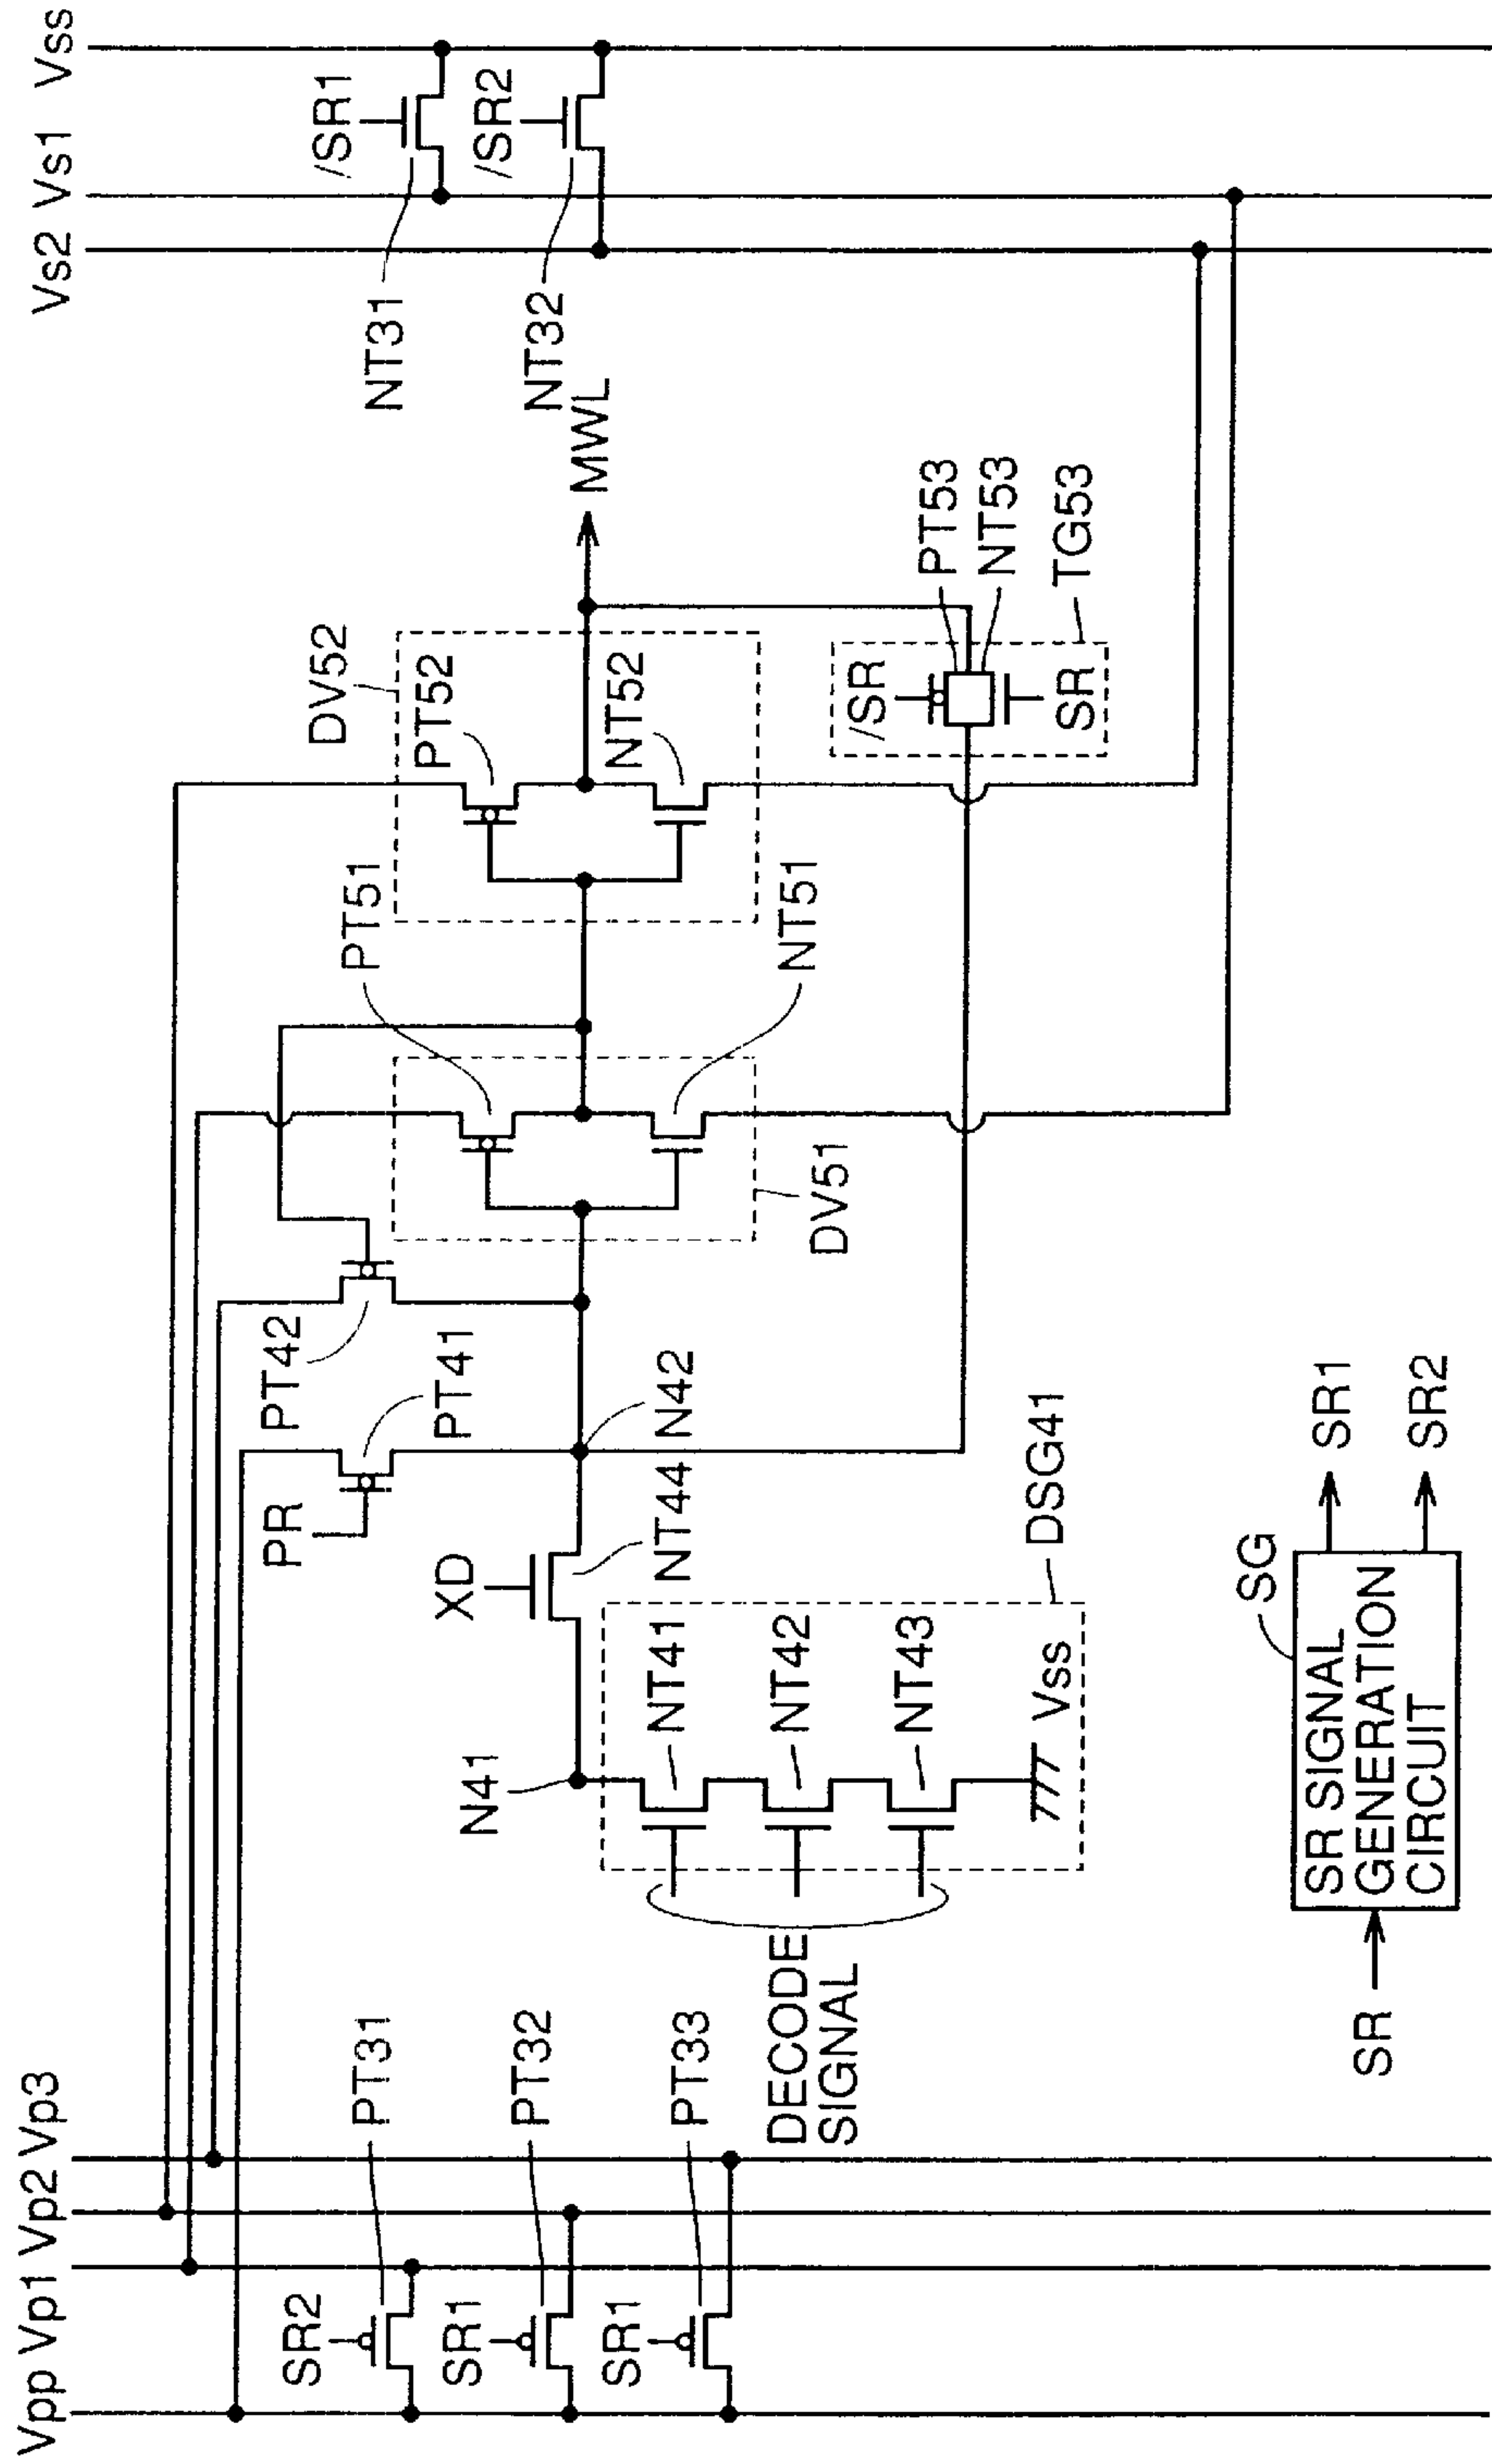 Vpp Vp1 Vp2 Vp3
Vs2 Vs1 Vss
SR2
PT31
SR1
PT32
SR1
PT33
PR
PT42
PT41
XD
NT44 N42
N41
NT41
NT42
NT43
Vss
DSG41
DECODE
SIGNAL
PT51
NT51
DV51
DV52
PT52
NT52
MWL
/SR
SR
PT53
NT53
TG53
/SR1
NT31
/SR2
NT32
SR
SG
SR SIGNAL
GENERATION
CIRCUIT
SR1
SR2